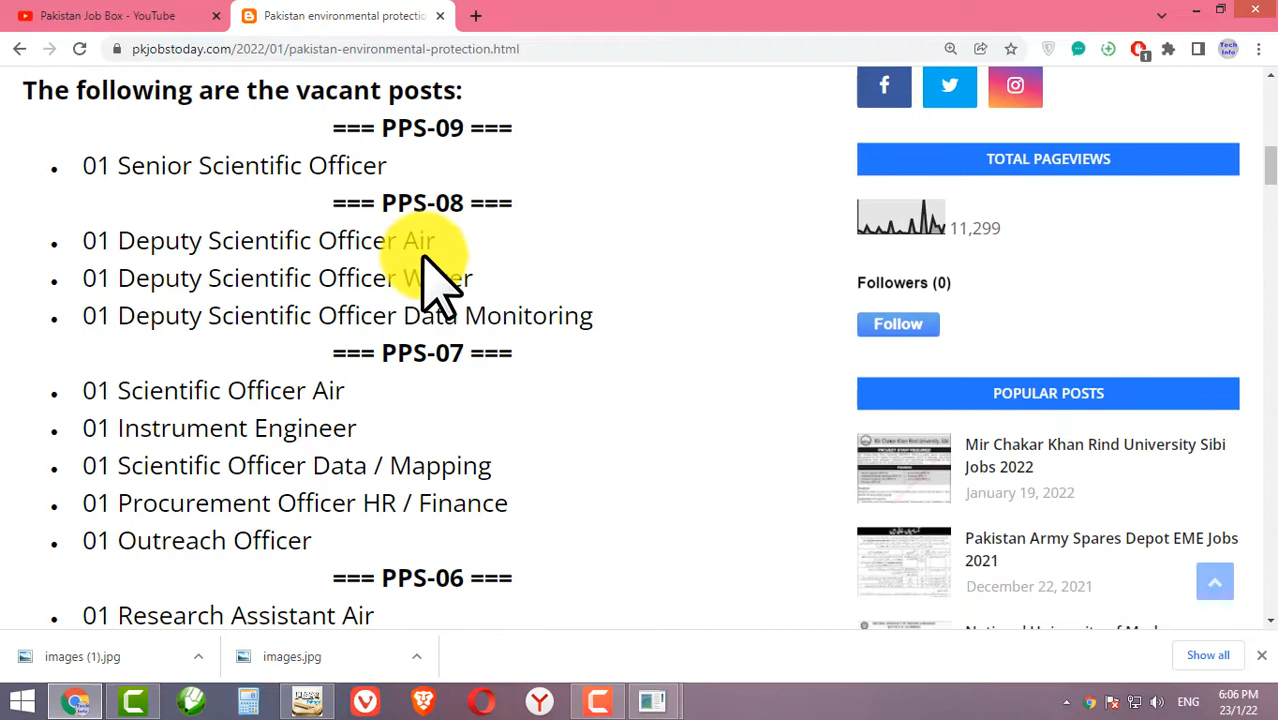 Pakistan Job Box - YouTube
Pakistan environmental protectio
pkjobstoday.com/2022/01/pakistan-environmental-protection.html
1
Tech
Info
The following are the vacant posts:
=== PPS-09 ===
01 Senior Scientific Officer
=== PPS-08 ===
01 Deputy Scientific Officer Air
01 Deputy Scientific Officer
01 Deputy Scientific Officer Data Monitoring
=== PPS-07 ===
01 Scientific Officer Air
01 Instrument Engineer
01 Scientific Officer Data / Mapping
01 Procurement Officer HR / Finance
01 Outreach Officer
=== PPS-06 ===
01 Research Assistant Air
TOTAL PAGEVIEWS
11,299
Followers (0)
Follow
POPULAR POSTS
Mir Chakar Khan Rind University Sibi
Jobs 2022
January 19, 2022
Pakistan Army Spares Depot EME Jobs
2021
December 22, 2021
images (1).jpg
images.jpg
Show all
ENG
6:06 PM
23/1/22